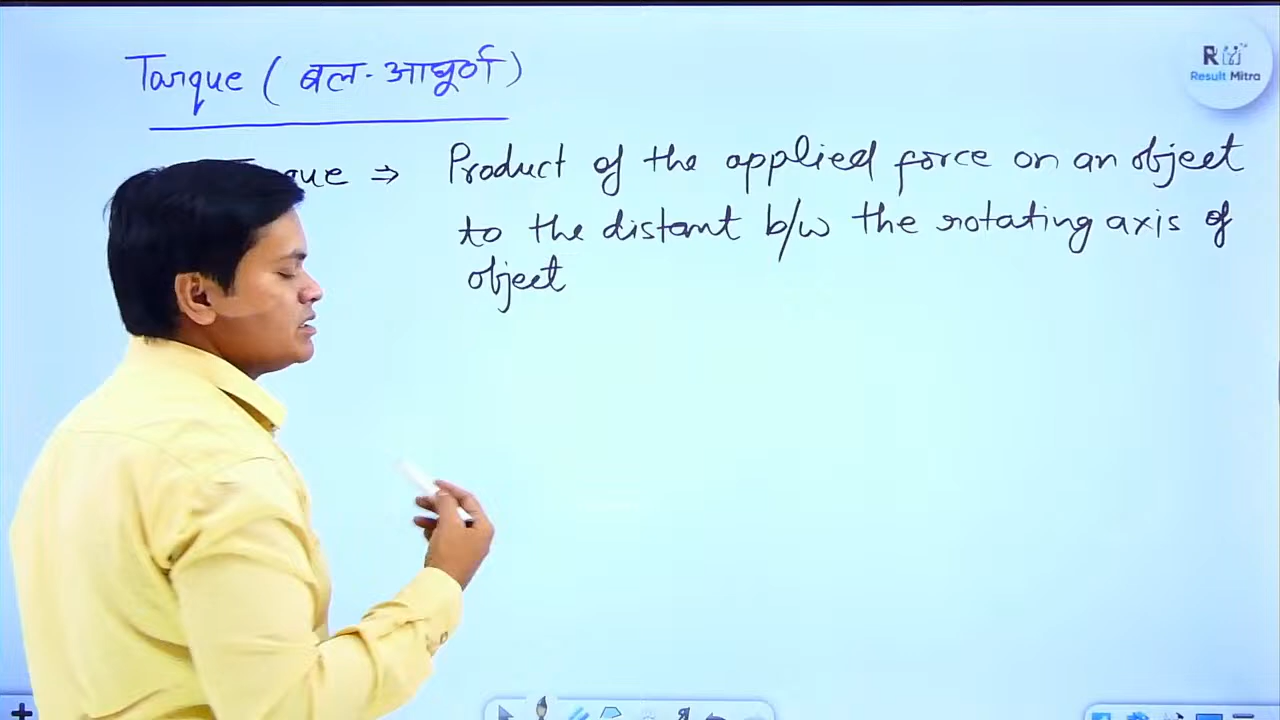 Tarque (बल-आघूर्ण)
que ⇒ Product of the applied force on an object
to the distant b/w the rotating axis of
object
R
Result Mitra